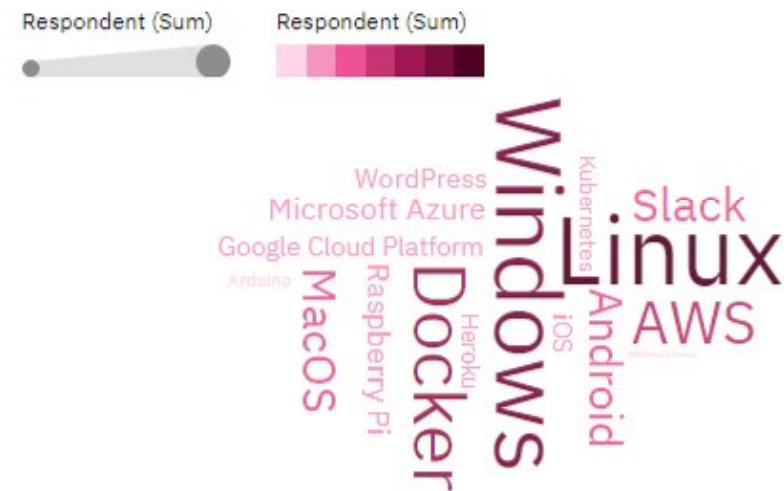 Respondent (Sum)
Respondent (Sum)
WordPress
Microsoft Azure
Google Cloud Platform
Arduino
MacOS
Raspberry Pi
Docker
Heroku
Windows
iOS
Kubernetes
Linux
Slack
AWS
Android